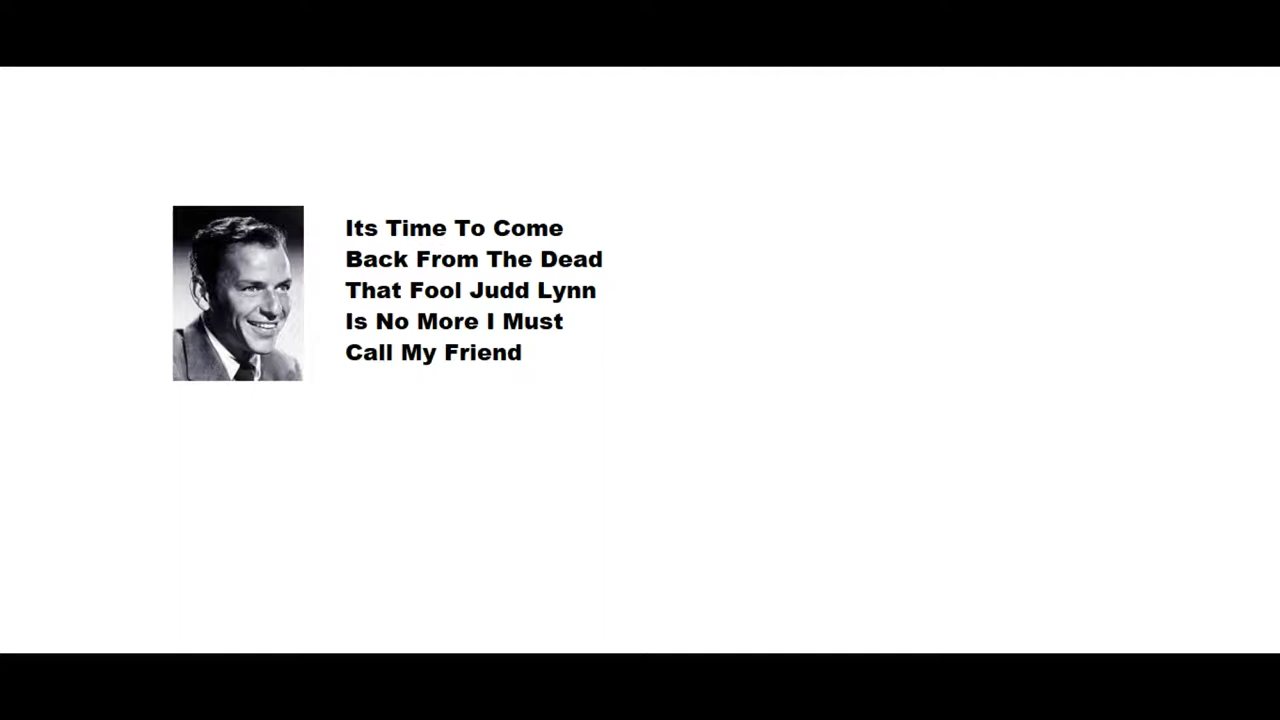 Its Time To Come
Back From The Dead
That Fool Judd Lynn
Is No More I Must
Call My Friend